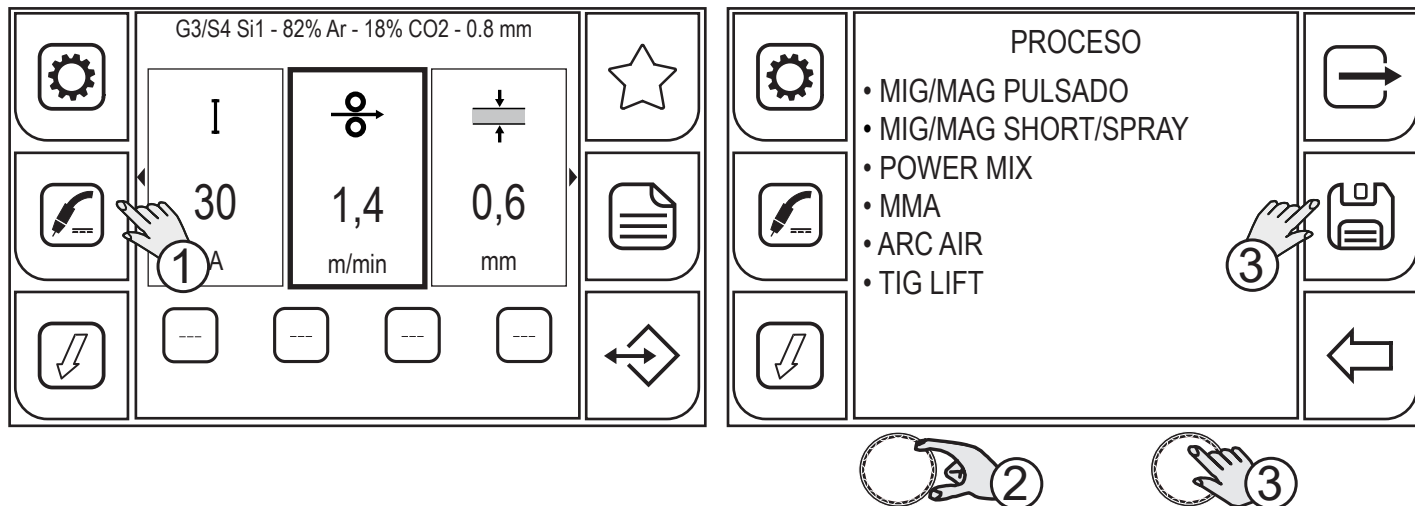 G3/S4 Si1 - 82% Ar - 18% CO2 - 0.8 mm
I
30
1,4
0,6
A
m/min
mm
1
---
---
---
---
PROCESO
• MIG/MAG PULSADO
• MIG/MAG SHORT/SPRAY
• POWER MIX
• MMA
• ARC AIR
• TIG LIFT
3
2
3